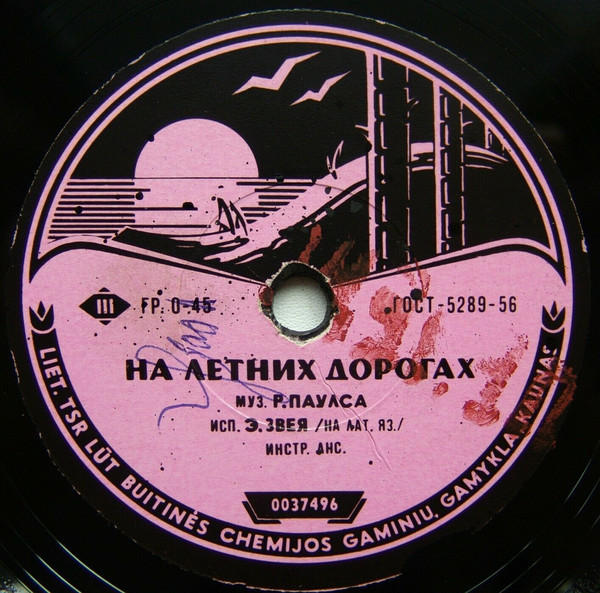 III FР. 0-45 ГОСТ-5289-56
НА ЛЕТНИХ ДОРОГАХ
МУЗ. Р. ПАУЛСА
ИСП. Э. ЗВЕЯ /НА ЛАТ. ЯЗ./
ИНСТР. АНС.
0037496
LIET. TSR LŪT BUITINĖS CHEMIJOS GAMINIŲ. GAMYKLA. KAUNAS